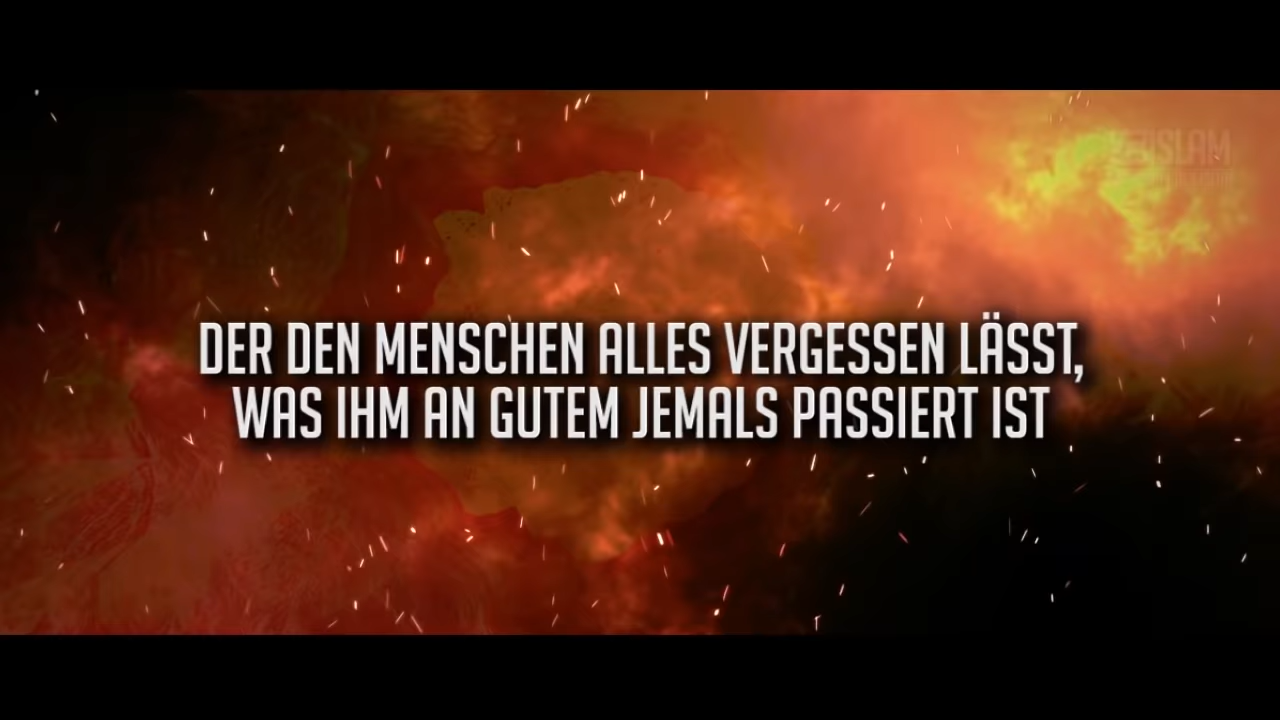 DER DEN MENSCHEN ALLES VERGESSEN LÄSST,
WAS IHM AN GUTEM JEMALS PASSIERT IST